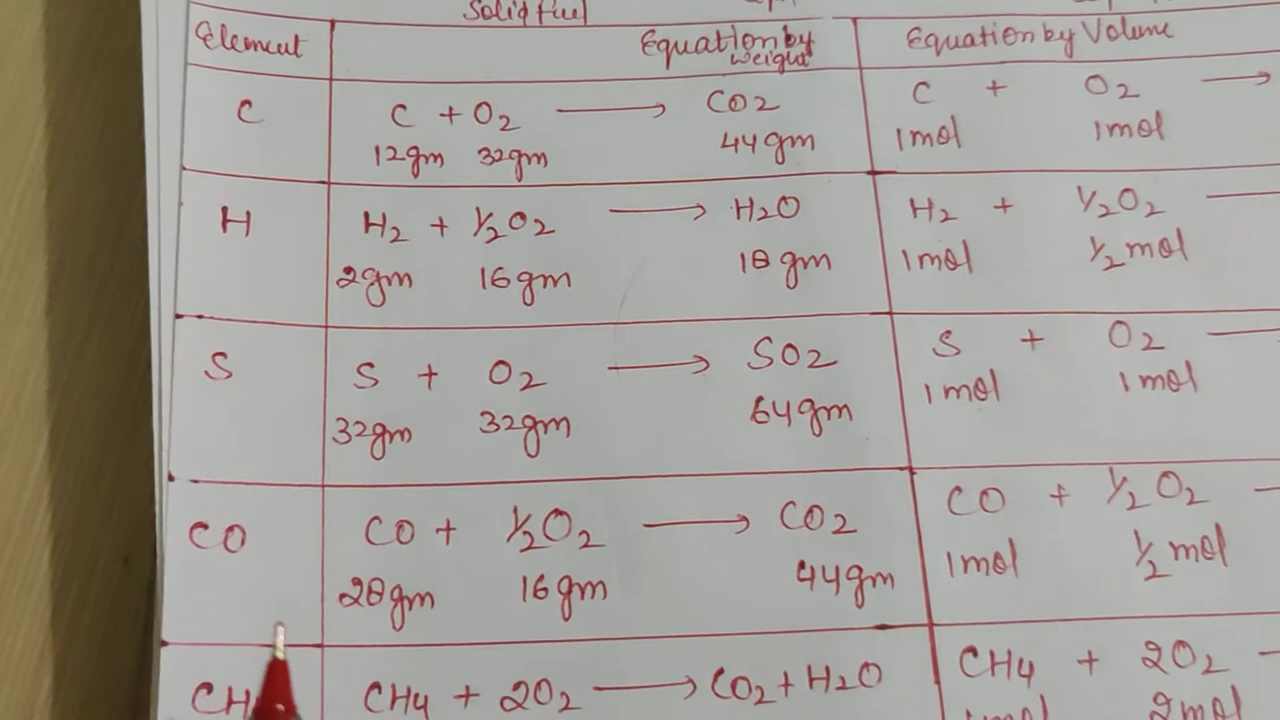 Solid fuel
Element Equation by weight Equation by Volume
C C + O2 ⟶ CO2 C + O2 ⟶
12gm 32gm 44gm 1mol 1mol
H H2 + ½O2 ⟶ H2O H2 + ½O2 —
2gm 16gm 18gm 1mol ½mol
S S + O2 ⟶ SO2 S + O2 —
32gm 32gm 64gm 1mol 1mol
CO CO + ½O2 ⟶ CO2 CO + ½O2 —
28gm 16gm 44gm 1mol ½mol
CH4 + 2O2 ⟶ CO2 + H2O CH4 + 2O2 —
1mol 2mol